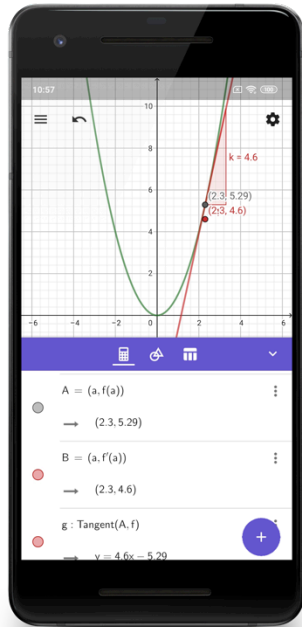 10:57
10
8
k = 4.6
6
(2.3, 5.29)
(2.3, 4.6)
4
2
−6 −4 −2 0 2 4 6
A = (a, f(a))
→ (2.3, 5.29)
B = (a, f′(a))
→ (2.3, 4.6)
g : Tangent(A, f)
→ y = 4.6x − 5.29
+